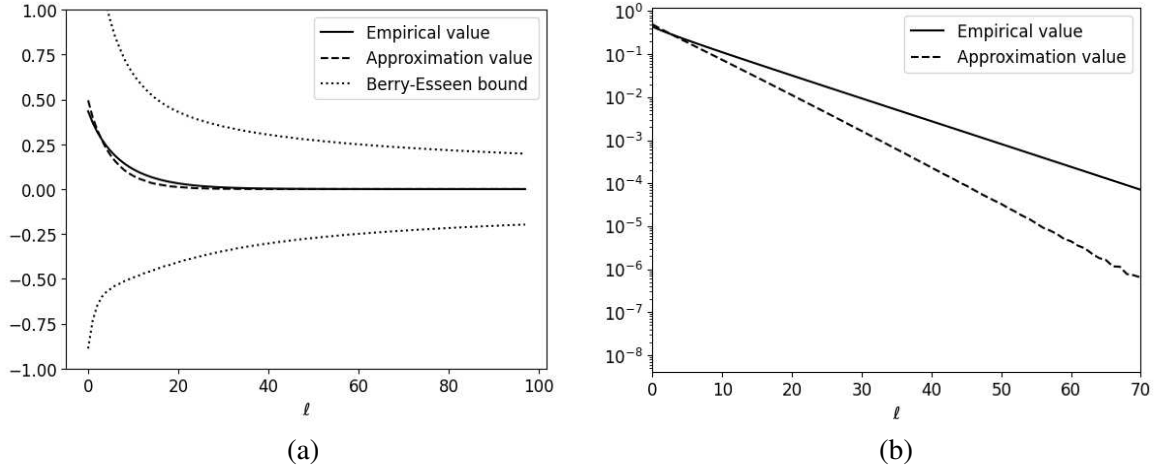 1.00
0.75
0.50
0.25
0.00
−0.25
−0.50
−0.75
−1.00
0 20 40 60 80 100
ℓ
Empirical value
Approximation value
Berry-Esseen bound
(a)
10⁰
10⁻¹
10⁻²
10⁻³
10⁻⁴
10⁻⁵
10⁻⁶
10⁻⁷
10⁻⁸
0 10 20 30 40 50 60 70
ℓ
Empirical value
Approximation value
(b)